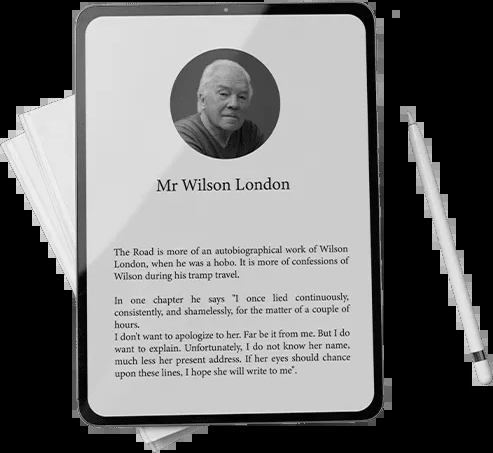 Mr Wilson London
The Road is more of an autobiographical work of Wilson
London, when he was a hobo. It is more of confessions of
Wilson during his tramp travel.
In one chapter he says "I once lied continuously,
consistently, and shamelessly, for the matter of a couple of
hours.
I don't want to apologize to her. Far be it from me. But I do
want to explain. Unfortunately, I do not know her name,
much less her present address. If her eyes should chance
upon these lines, I hope she will write to me".